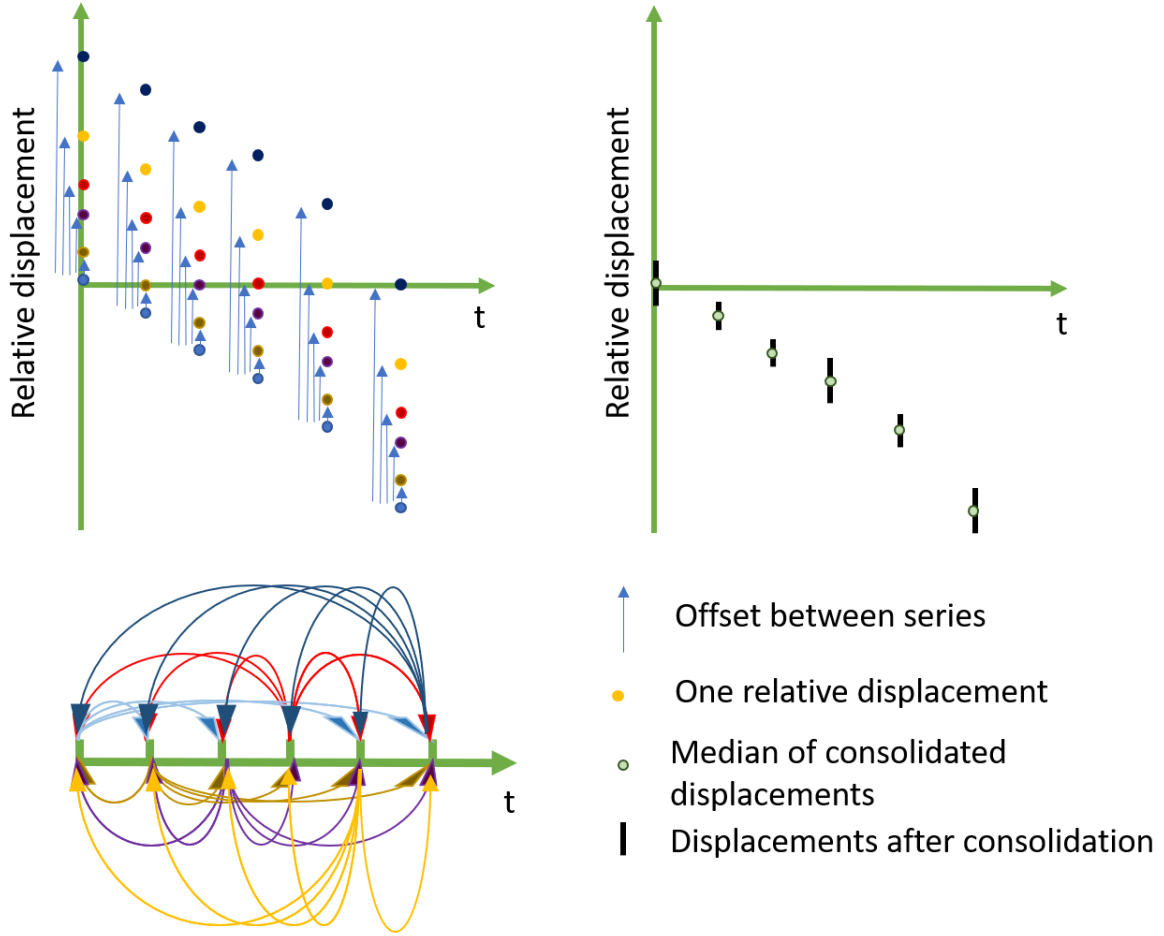 Relative displacement
t
Relative displacement
t
t
Offset between series
One relative displacement
Median of consolidated
displacements
Displacements after consolidation